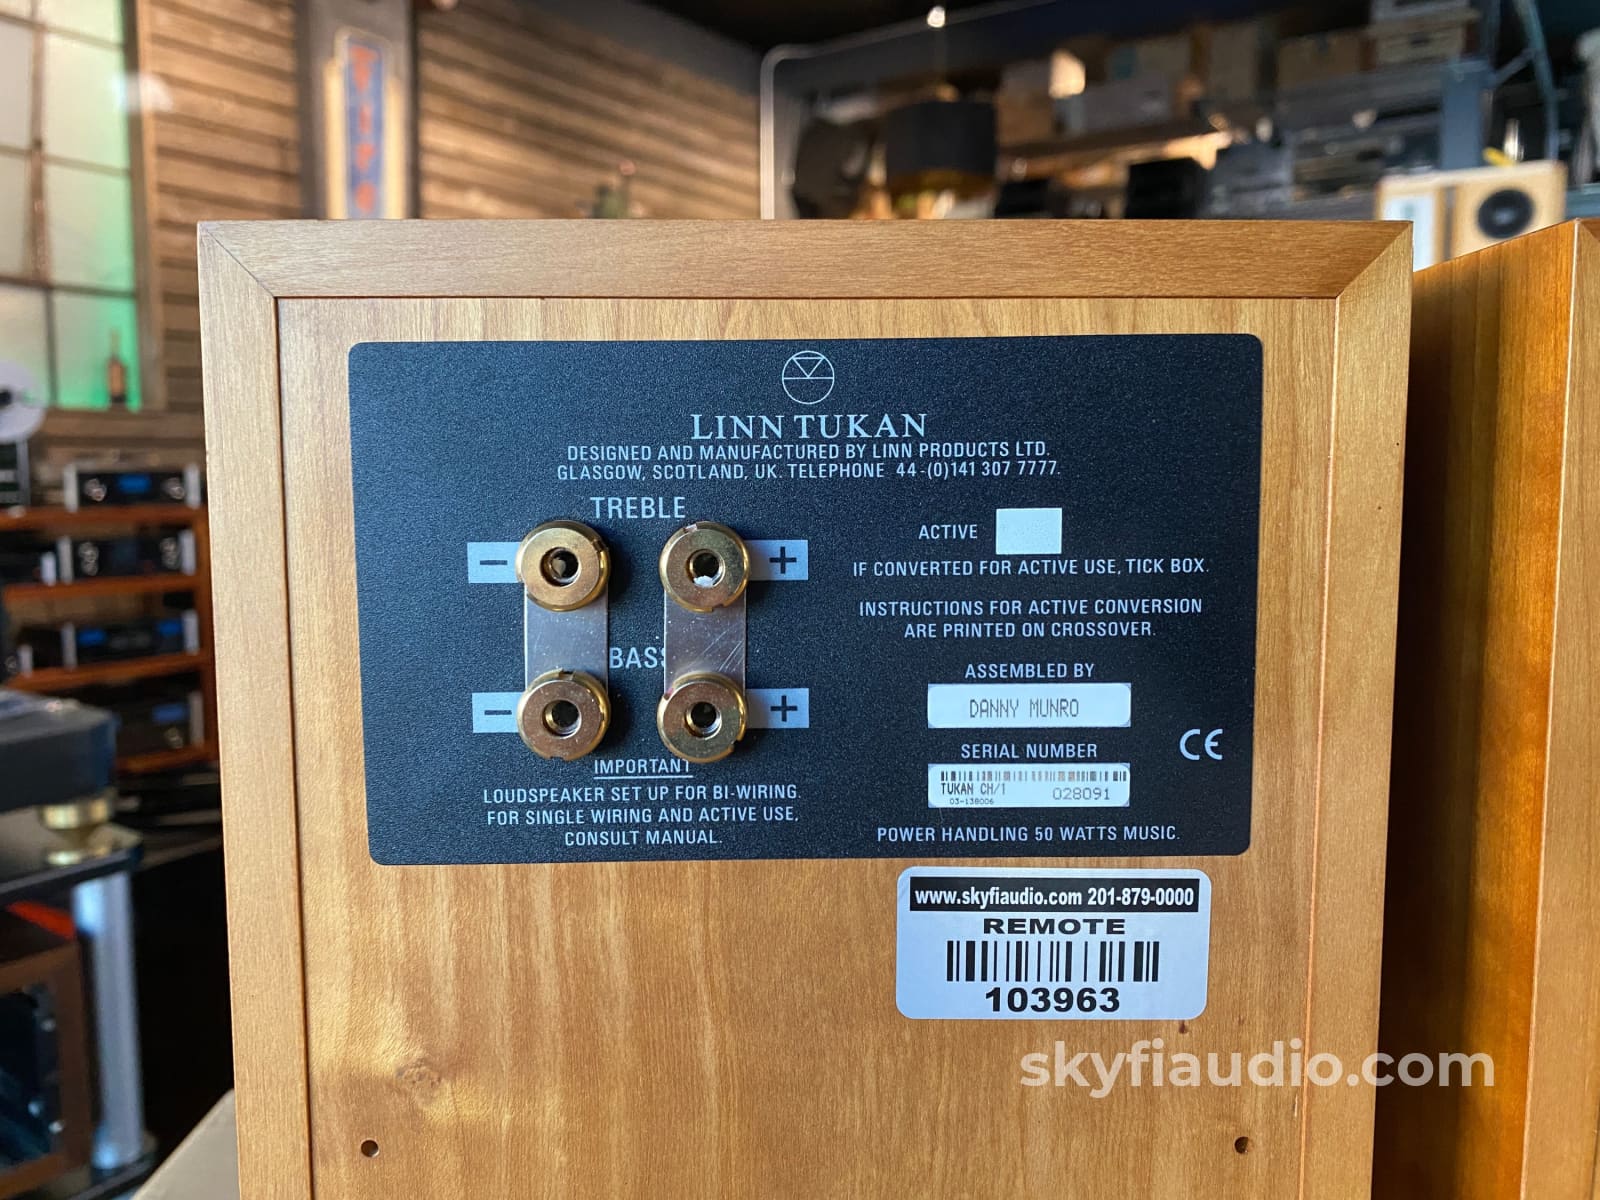 LINN TUKAN
DESIGNED AND MANUFACTURED BY LINN PRODUCTS LTD.
GLASGOW, SCOTLAND, UK. TELEPHONE 44-(0)141 307 7777.
TREBLE
− +
BASS
− +
IMPORTANT
LOUDSPEAKER SET UP FOR BI-WIRING.
FOR SINGLE WIRING AND ACTIVE USE,
CONSULT MANUAL.
ACTIVE
IF CONVERTED FOR ACTIVE USE, TICK BOX.
INSTRUCTIONS FOR ACTIVE CONVERSION
ARE PRINTED ON CROSSOVER.
ASSEMBLED BY
DANNY MUNRO
SERIAL NUMBER
TUKAN CH/1 028091
03-138006
CE
POWER HANDLING 50 WATTS MUSIC.
www.skyfiaudio.com 201-879-0000
REMOTE
103963
skyfiaudio.com